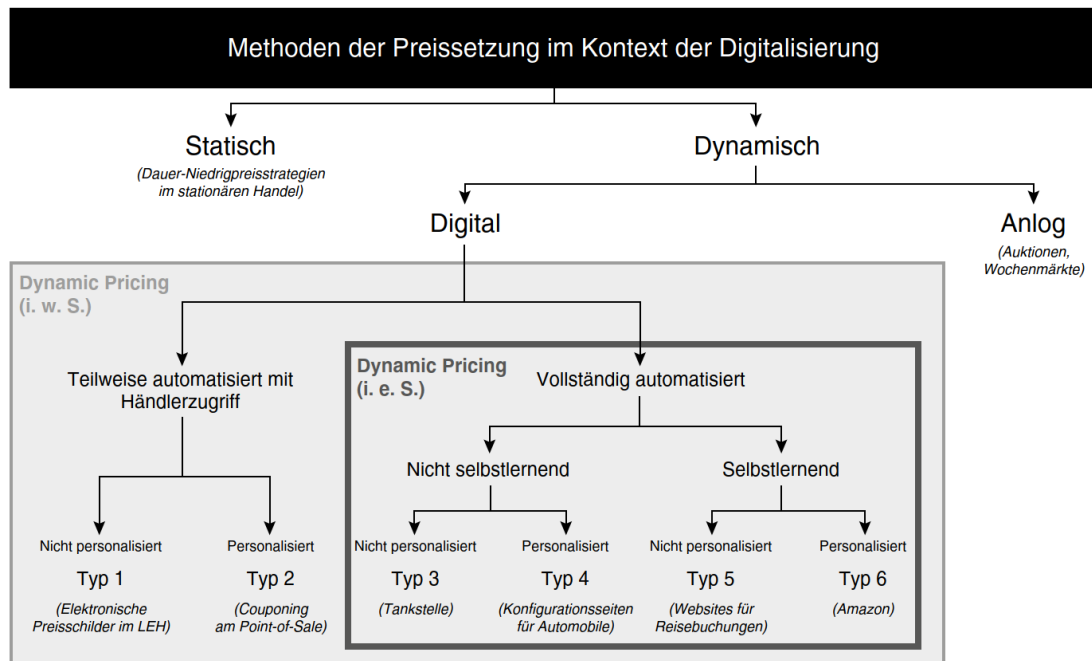 Methoden der Preissetzung im Kontext der Digitalisierung
Statisch
(Dauer-Niedrigpreisstrategien
im stationären Handel)
Dynamisch
Digital
Anlog
(Auktionen,
Wochenmärkte)
Dynamic Pricing
(i. w. S.)
Teilweise automatisiert mit
Händlerzugriff
Dynamic Pricing
(i. e. S.)
Vollständig automatisiert
Nicht selbstlernend
Selbstlernend
Nicht personalisiert
Typ 1
(Elektronische
Preisschilder im LEH)
Personalisiert
Typ 2
(Couponing
am Point-of-Sale)
Nicht personalisiert
Typ 3
(Tankstelle)
Personalisiert
Typ 4
(Konfigurationsseiten
für Automobile)
Nicht personalisiert
Typ 5
(Websites für
Reisebuchungen)
Personalisiert
Typ 6
(Amazon)